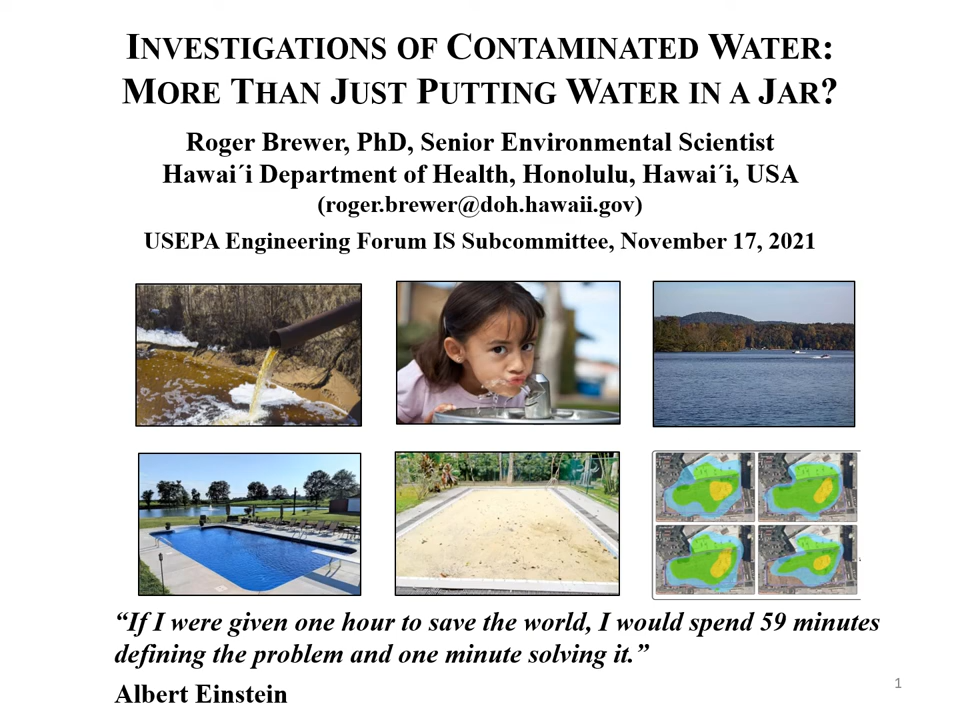 INVESTIGATIONS OF CONTAMINATED WATER:
MORE THAN JUST PUTTING WATER IN A JAR?
Roger Brewer, PhD, Senior Environmental Scientist
Hawai´i Department of Health, Honolulu, Hawai´i, USA
(roger.brewer@doh.hawaii.gov)
USEPA Engineering Forum IS Subcommittee, November 17, 2021
“If I were given one hour to save the world, I would spend 59 minutes
defining the problem and one minute solving it.”
Albert Einstein
1